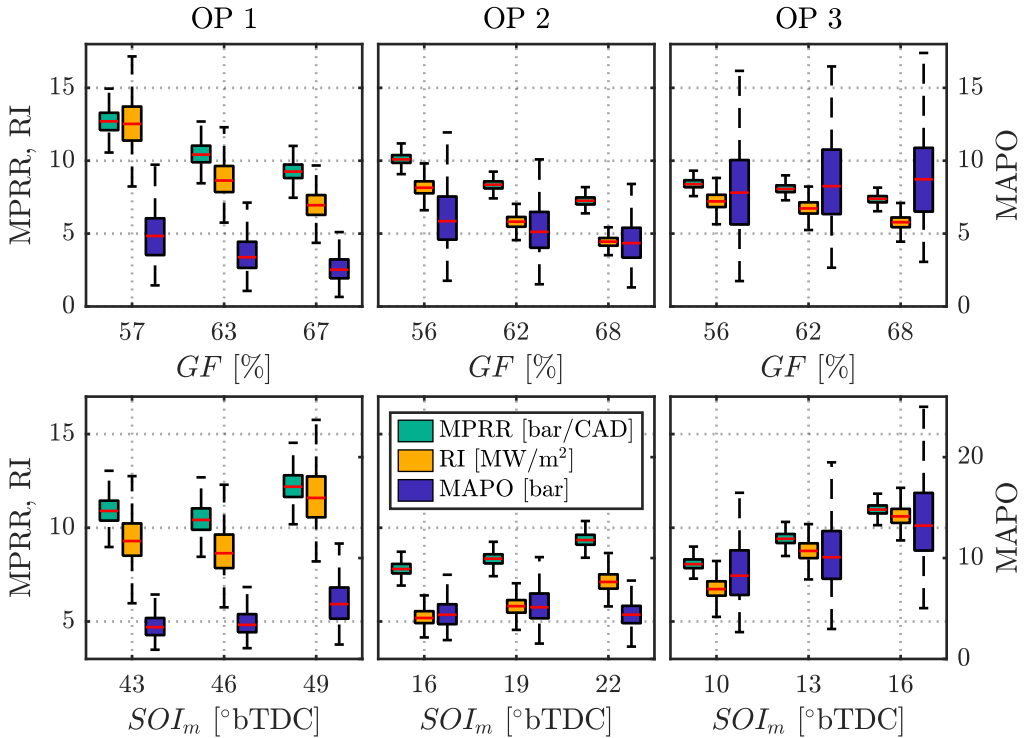 OP 1 OP 2 OP 3
MPRR, RI
15
10
5
0
57 63 67
GF [%]
56 62 68
GF [%]
56 62 68
GF [%]
15
10
5
0
MAPO
MPRR, RI
15
10
5
MPRR [bar/CAD]
RI [MW/m²]
MAPO [bar]
43 46 49
SOIₘ [°bTDC]
16 19 22
SOIₘ [°bTDC]
10 13 16
SOIₘ [°bTDC]
20
10
0
MAPO